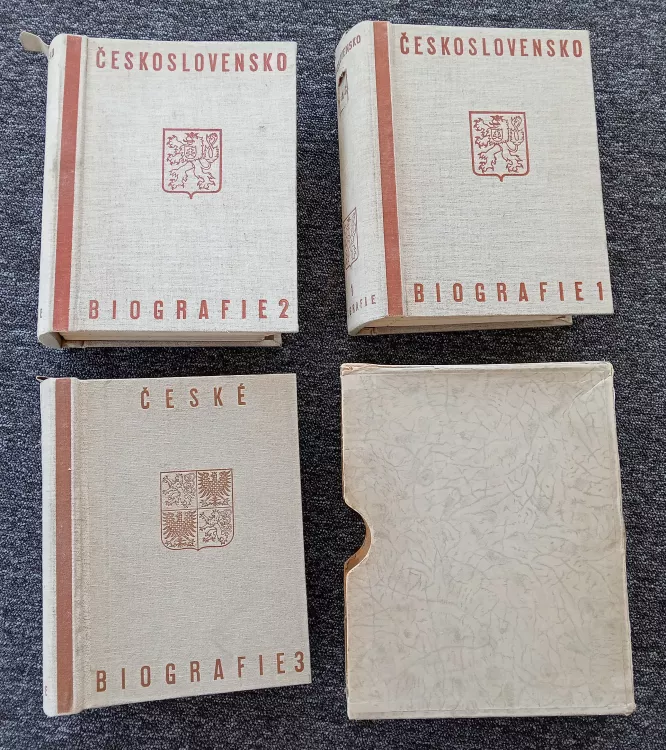 ČESKOSLOVENSKO
BIOGRAFIE 2
ČESKOSLOVENSKO
BIOGRAFIE 1
ČESKÉ
BIOGRAFIE 3